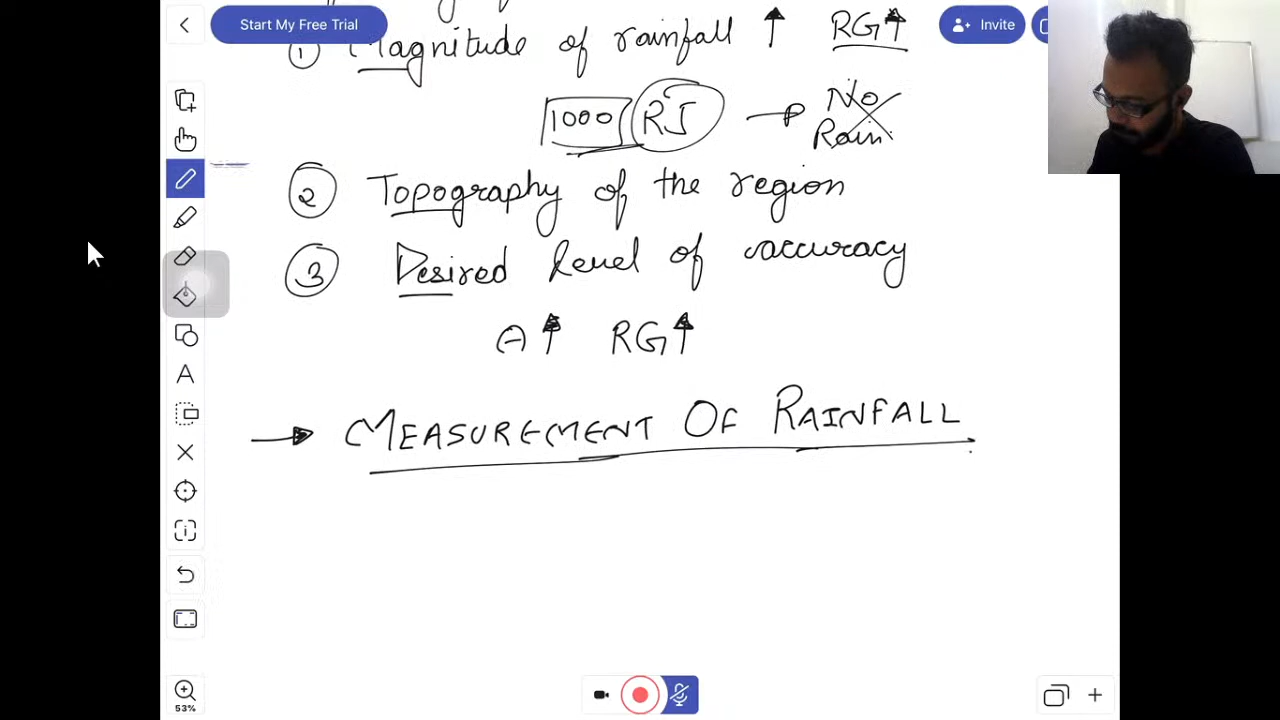 Start My Free Trial
Invite
1 Magnitude of rainfall ↑ RG↑
1000 RJ → No Rain
2 Topography of the region
3 Desired level of accuracy
A↑ RG↑
→ MEASUREMENT OF RAINFALL
53%